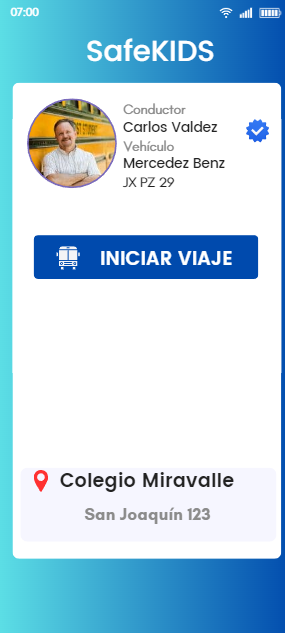 07:00
SafeKIDS
Conductor
Carlos Valdez
Vehículo
Mercedez Benz
JX PZ 29
INICIAR VIAJE
Colegio Miravalle
San Joaquín 123